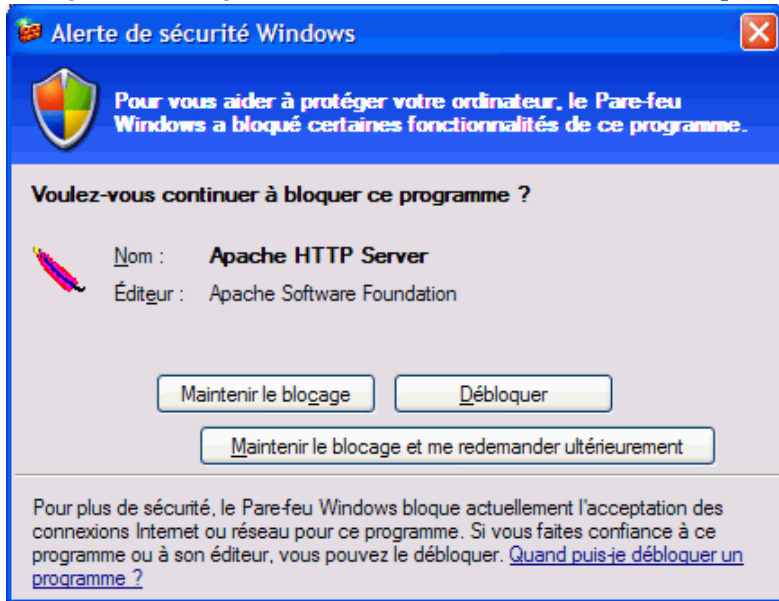 Alerte de sécurité Windows
Pour vous aider à protéger votre ordinateur, le Pare-feu
Windows a bloqué certaines fonctionnalités de ce programme.
Voulez-vous continuer à bloquer ce programme ?
Nom : Apache HTTP Server
Éditeur : Apache Software Foundation
Maintenir le blocage Débloquer
Maintenir le blocage et me redemander ultérieurement
Pour plus de sécurité, le Pare-feu Windows bloque actuellement l'acceptation des
connexions Internet ou réseau pour ce programme. Si vous faites confiance à ce
programme ou à son éditeur, vous pouvez le débloquer. Quand puis-je débloquer un
programme ?